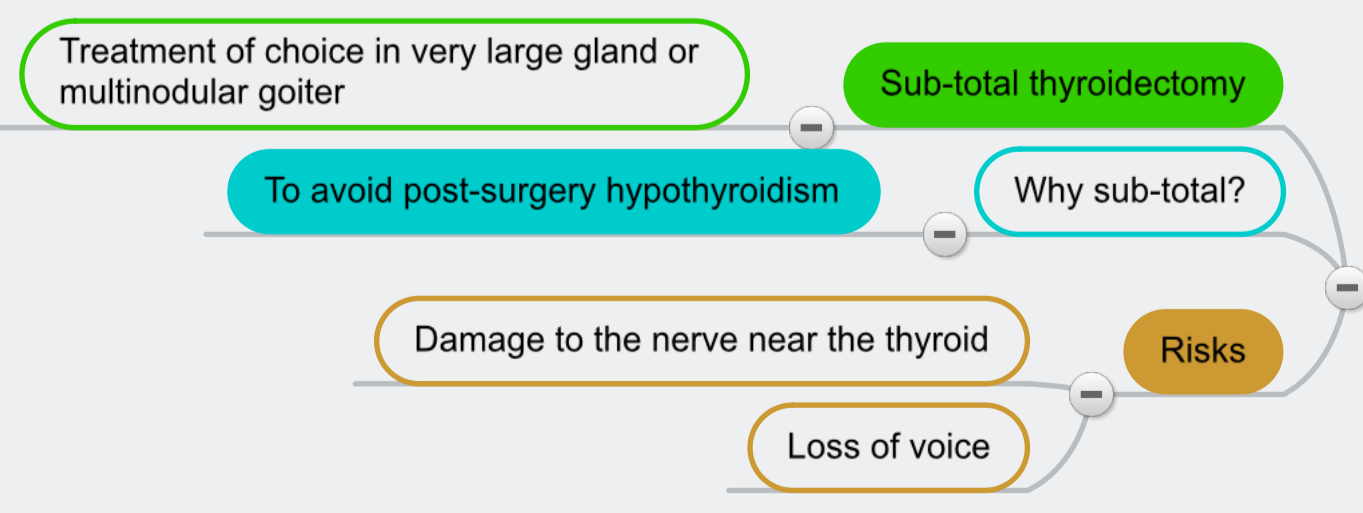 Treatment of choice in very large gland or
multinodular goiter
Sub-total thyroidectomy
To avoid post-surgery hypothyroidism
Why sub-total?
Damage to the nerve near the thyroid
Risks
Loss of voice